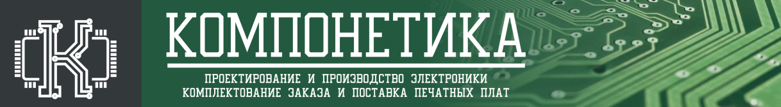 КОМПОНЕТИКА
ПРОЕКТИРОВАНИЕ И ПРОИЗВОДСТВО ЭЛЕКТРОНИКИ
КОМПЛЕКТОВАНИЕ ЗАКАЗА И ПОСТАВКА ПЕЧАТНЫХ ПЛАТ